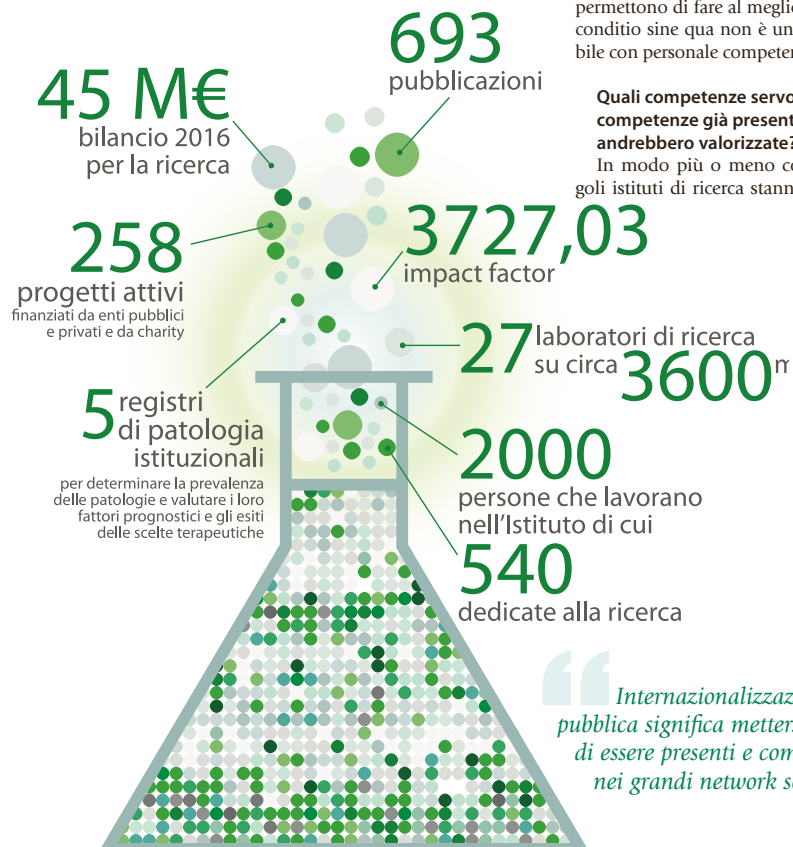 permettono di fare al meglio
conditio sine qua non è un
bile con personale competen
Quali competenze servo
competenze già present
andrebbero valorizzate?
In modo più o meno co
goli istituti di ricerca stann
693
pubblicazioni
45 M€
bilancio 2016
per la ricerca
258
progetti attivi
finanziati da enti pubblici
e privati e da charity
3727,03
impact factor
27 laboratori di ricerca
su circa 3600 m
5 registri
di patologia
istituzionali
per determinare la prevalenza
delle patologie e valutare i loro
fattori prognostici e gli esiti
delle scelte terapeutiche
2000
persone che lavorano
nell'Istituto di cui
540
dedicate alla ricerca
“Internazionalizzaz
pubblica significa metter
di essere presenti e com
nei grandi network s